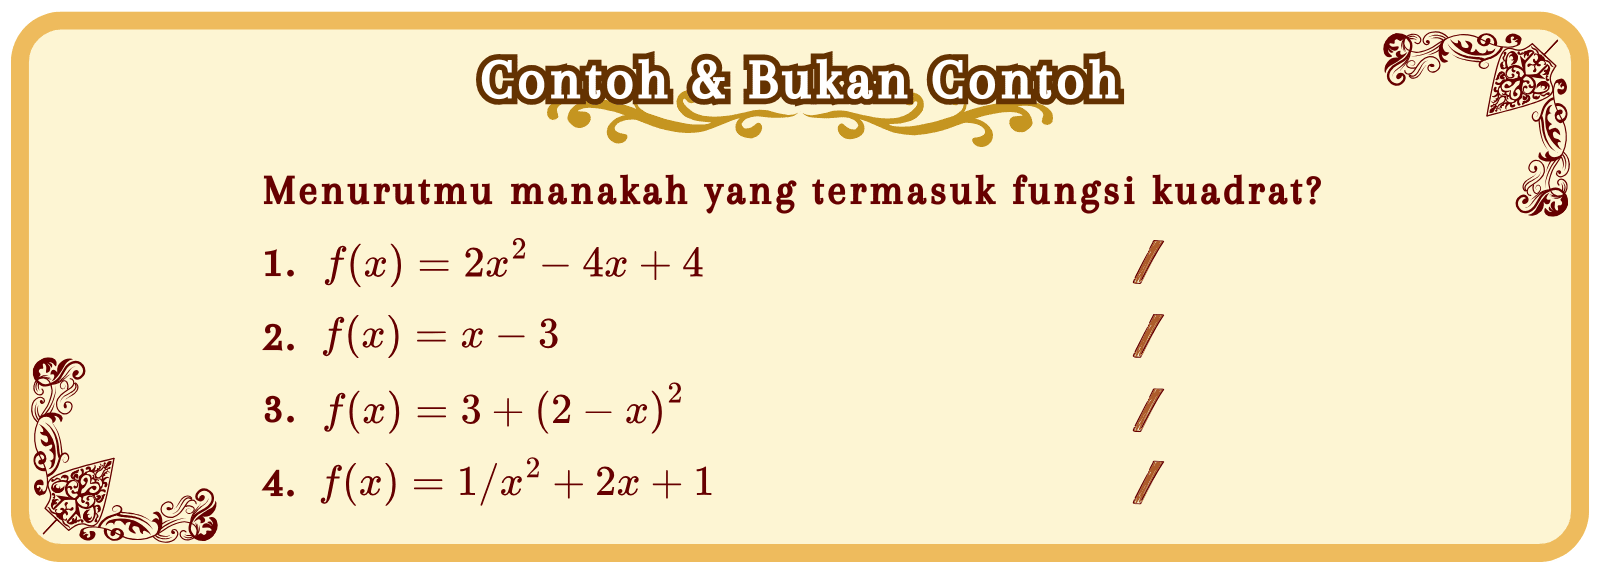 Contoh & Bukan Contoh
Menurutmu manakah yang termasuk fungsi kuadrat?
1. f(x) = 2x² − 4x + 4 /
2. f(x) = x − 3 /
3. f(x) = 3 + (2 − x)² /
4. f(x) = 1/x² + 2x + 1 /